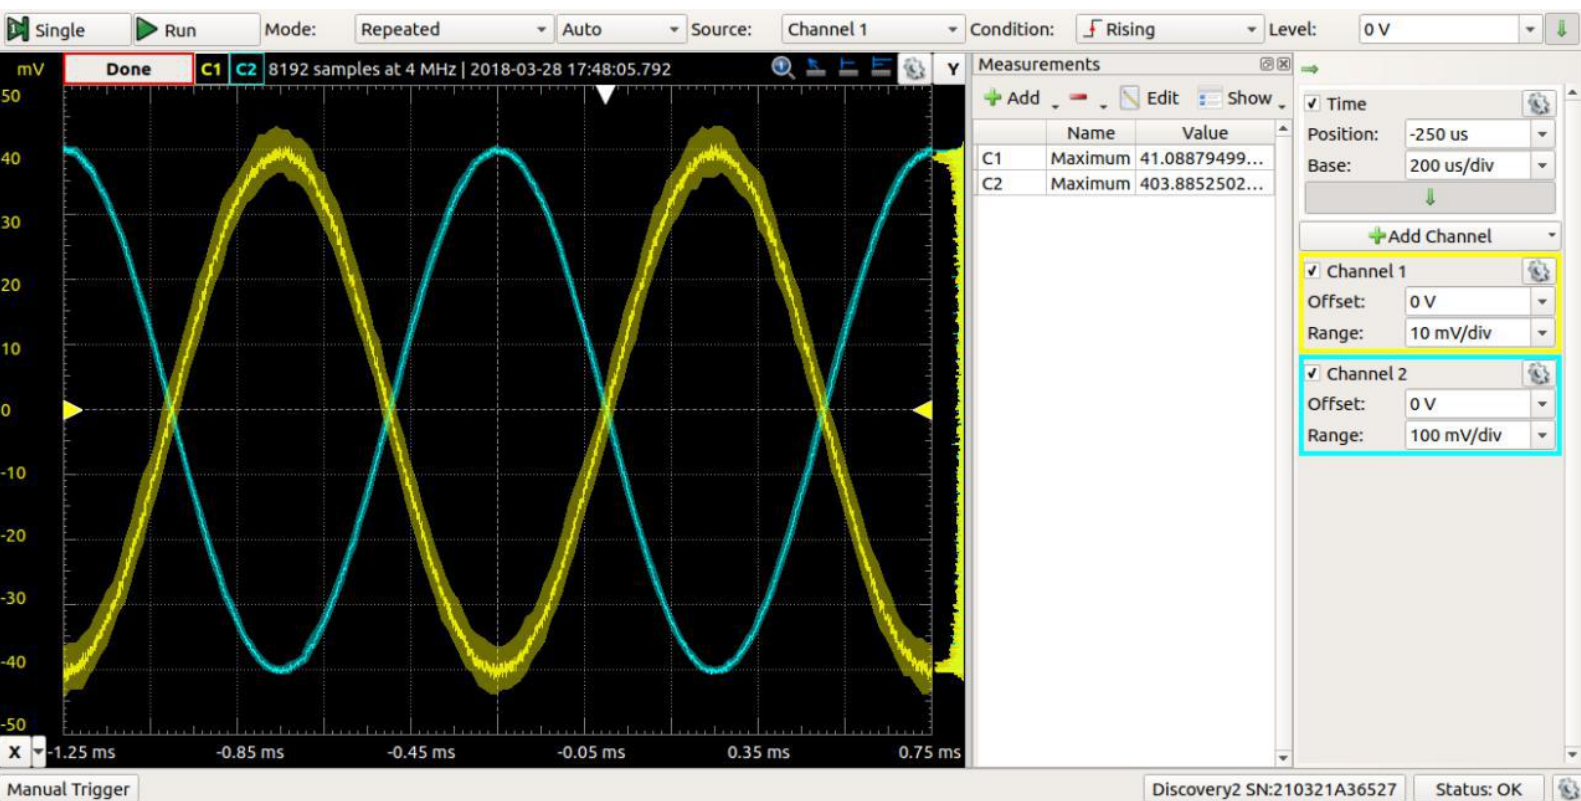 Single Run Mode: Repeated Auto Source: Channel 1 Condition: Rising Level: 0 V
mV Done C1 C2 8192 samples at 4 MHz | 2018-03-28 17:48:05.792 Y
50
40
30
20
10
0
-10
-20
-30
-40
-50
X -1.25 ms -0.85 ms -0.45 ms -0.05 ms 0.35 ms 0.75 ms
Measurements
Add Edit Show
Name Value
C1 Maximum 41.08879499...
C2 Maximum 403.8852502...
Time
Position: -250 us
Base: 200 us/div
Add Channel
Channel 1
Offset: 0 V
Range: 10 mV/div
Channel 2
Offset: 0 V
Range: 100 mV/div
Manual Trigger Discovery2 SN:210321A36527 Status: OK